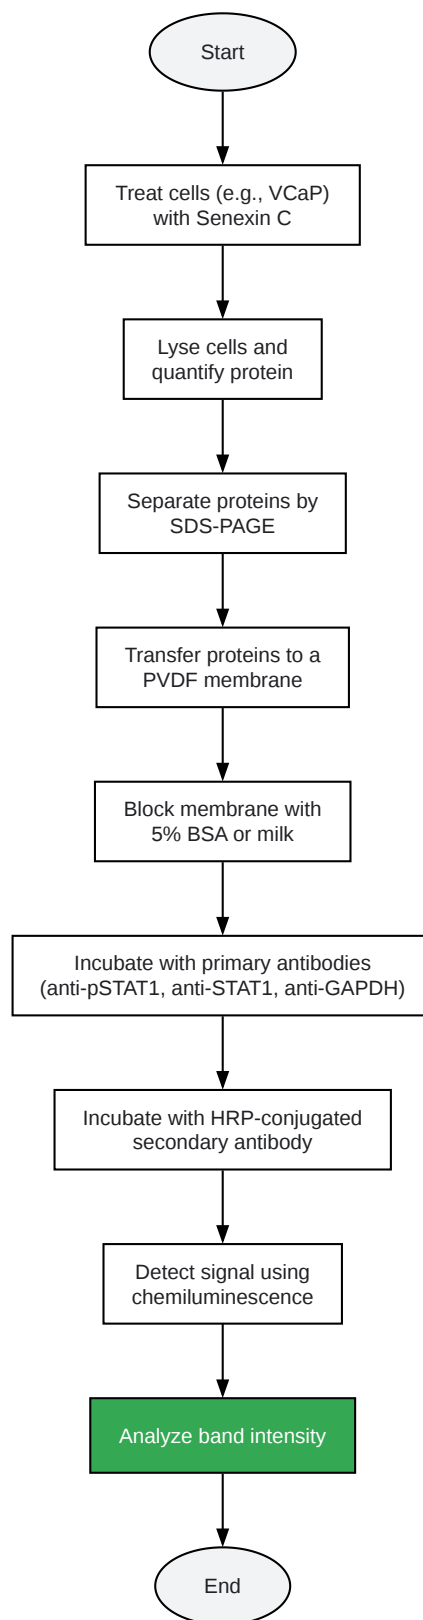 Start
Treat cells (e.g., VCaP)
with Senexin C
Lyse cells and
quantify protein
Separate proteins by
SDS-PAGE
Transfer proteins to a
PVDF membrane
Block membrane with
5% BSA or milk
Incubate with primary antibodies
(anti-pSTAT1, anti-STAT1, anti-GAPDH)
Incubate with HRP-conjugated
secondary antibody
Detect signal using
chemiluminescence
Analyze band intensity
End